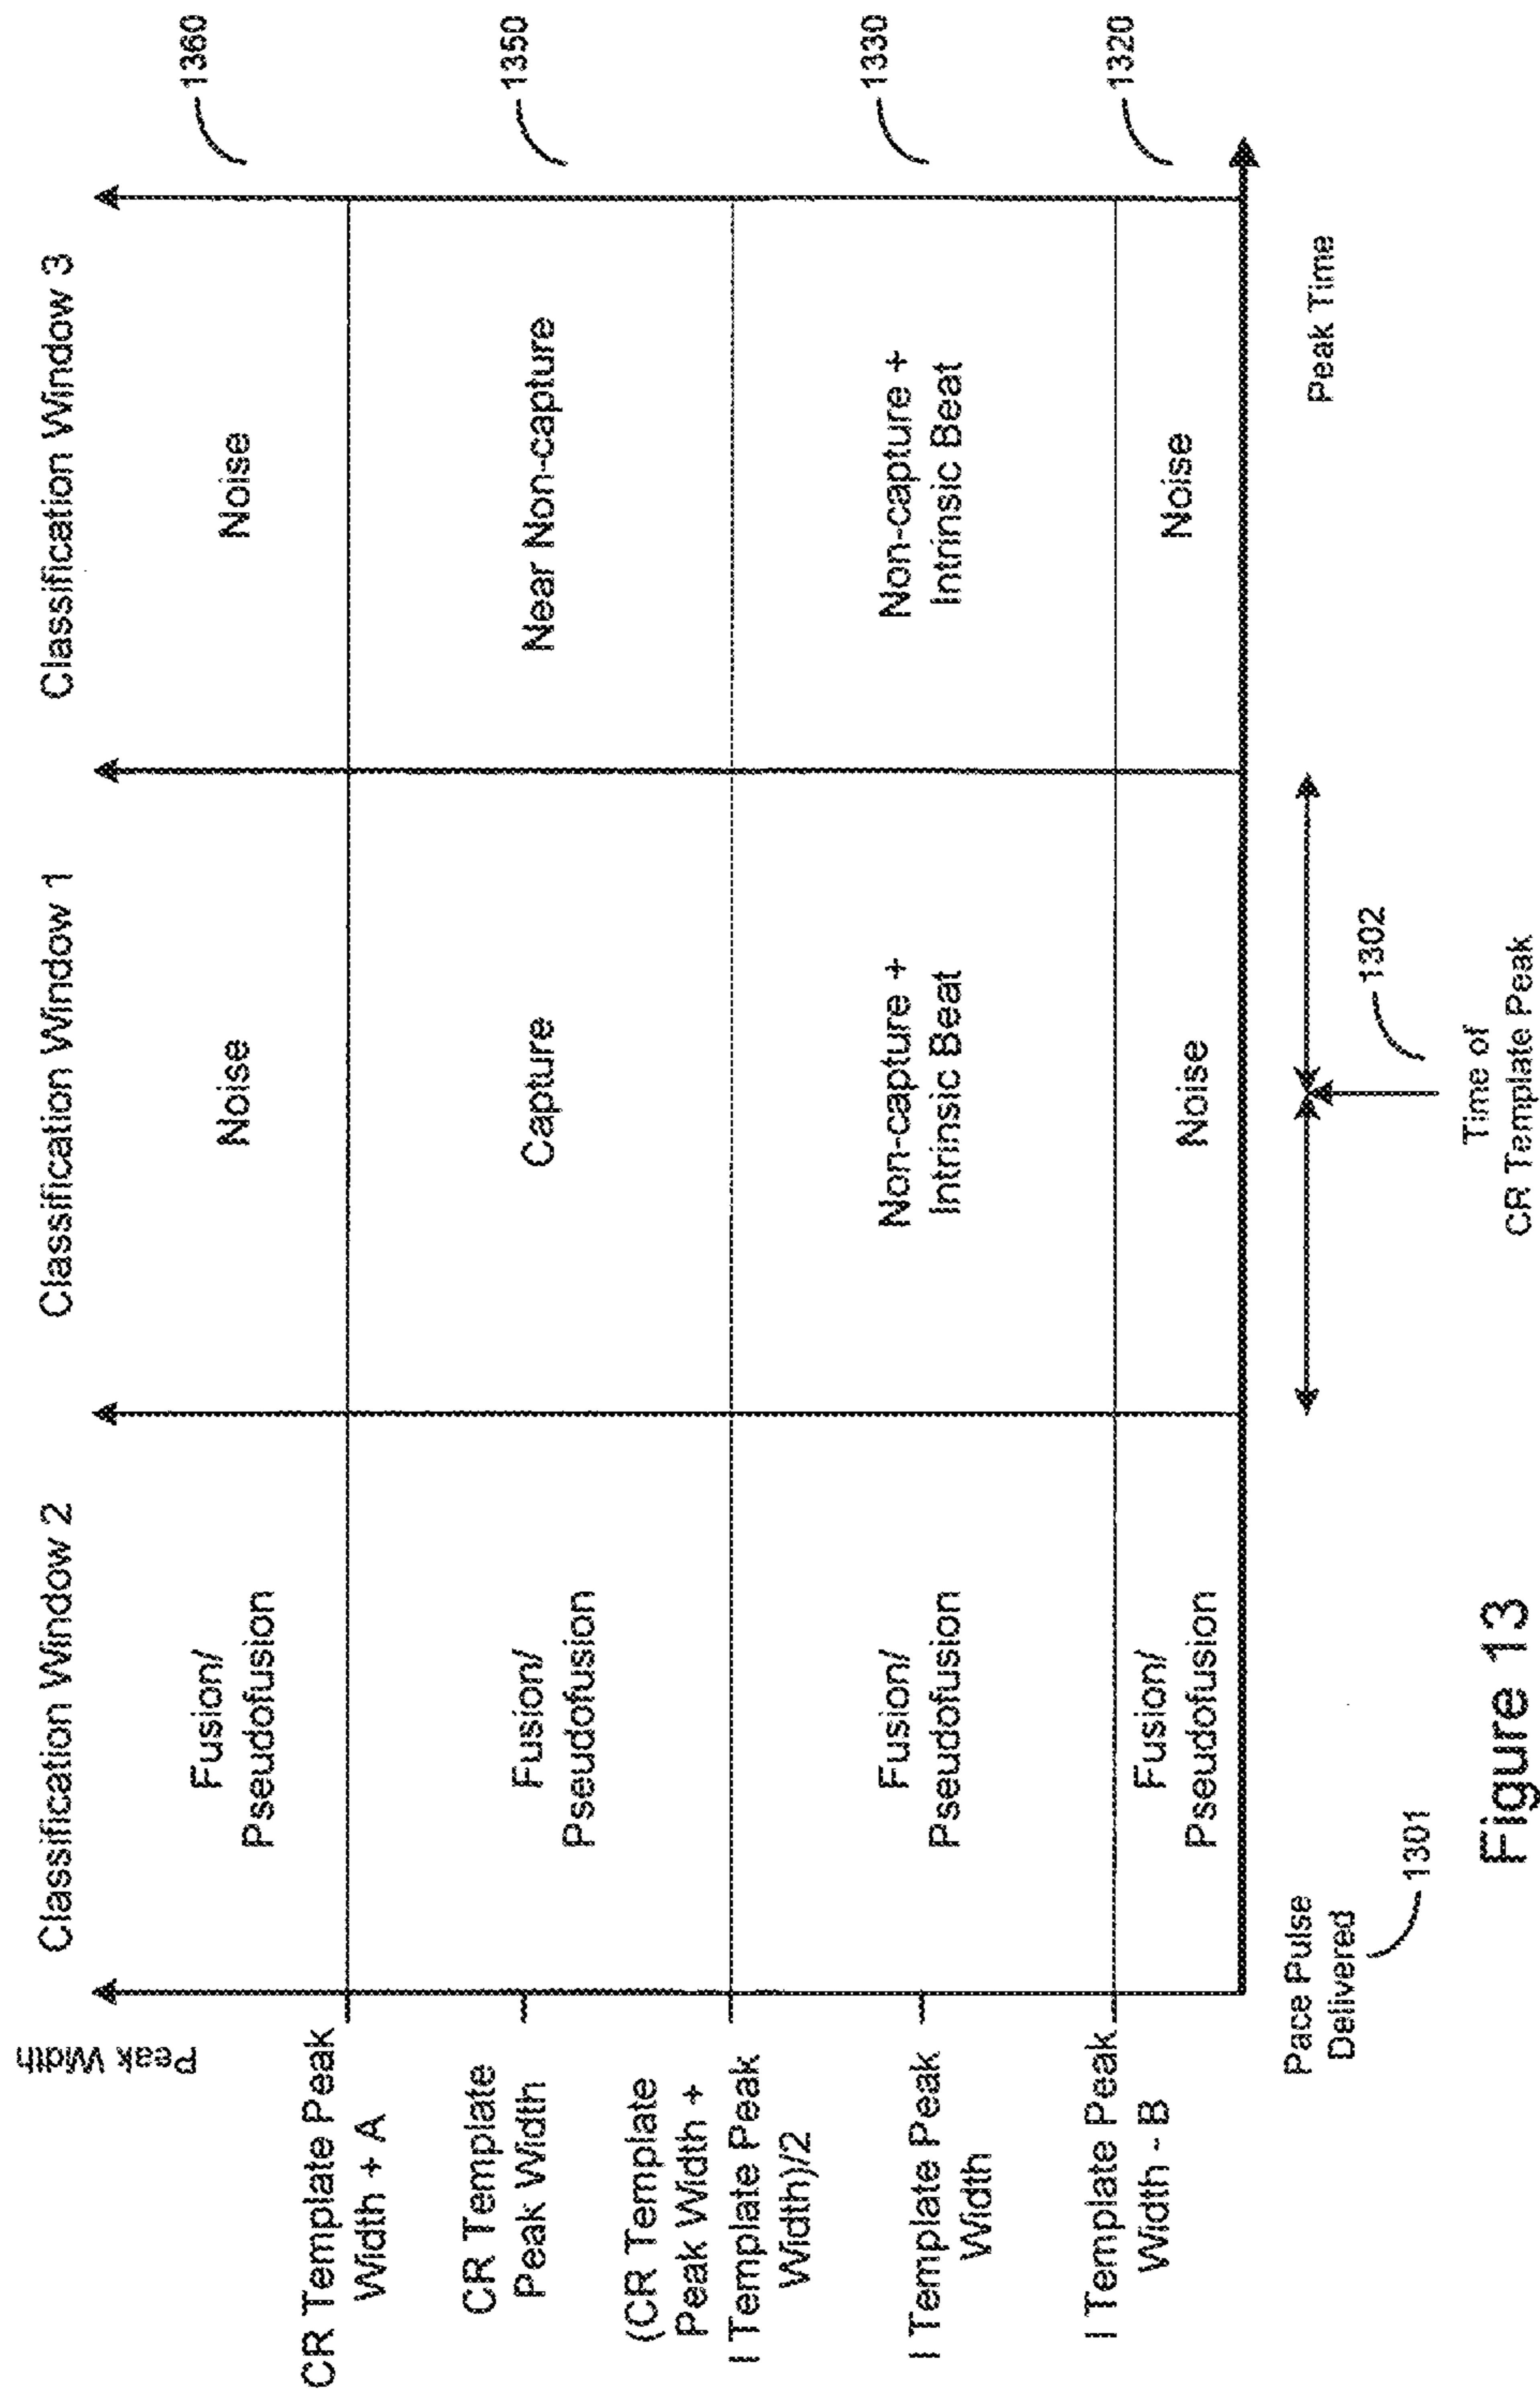 Classification Window 2
Classification Window 1
Classification Window 3
Peak Width
CR Template Peak
Width + A
CR Template
Peak Width
(CR Template
Peak Width +
I Template Peak
Width)/2
I Template Peak
Width
I Template Peak
Width - B
Fusion/
Pseudofusion
Noise
Noise
1360
Fusion/
Pseudofusion
Capture
Near Non-capture
1350
Fusion/
Pseudofusion
Non-capture +
Intrinsic Beat
Non-capture +
Intrinsic Beat
1330
Fusion/
Pseudofusion
Noise
Noise
1320
Pace Pulse
Delivered
1301
1302
Time of
CR Template Peak
Peak Time
Figure 13